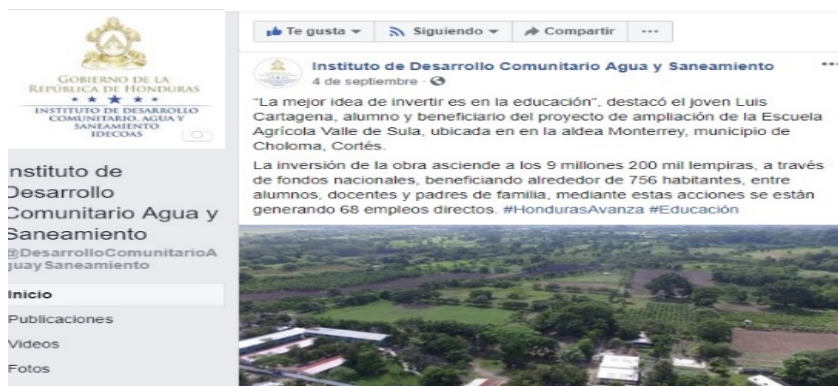 GOBIERNO DE LA
REPÚBLICA DE HONDURAS
INSTITUTO DE DESARROLLO
COMUNITARIO, AGUA Y
SANEAMIENTO
IDECOAS
nstituto de
Desarrollo
Comunitario Agua y
Saneamiento
@DesarrolloComunitarioA
guaySaneamiento
Inicio
Publicaciones
Videos
Fotos
Te gusta
Siguiendo
Compartir
Instituto de Desarrollo Comunitario Agua y Saneamiento
4 de septiembre ·
"La mejor idea de invertir es en la educación", destacó el joven Luis
Cartagena, alumno y beneficiario del proyecto de ampliación de la Escuela
Agrícola Valle de Sula, ubicada en en la aldea Monterrey, municipio de
Choloma, Cortés.
La inversión de la obra asciende a los 9 millones 200 mil lempiras, a través
de fondos nacionales, beneficiando alrededor de 756 habitantes, entre
alumnos, docentes y padres de familia, mediante estas acciones se están
generando 68 empleos directos. #HondurasAvanza #Educación